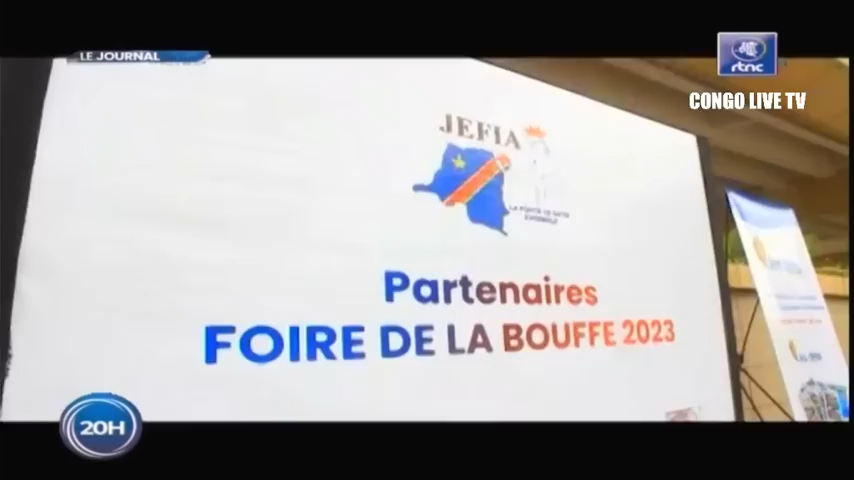 LE JOURNAL
rtnc
CONGO LIVE TV
JEFIA
Partenaires
FOIRE DE LA BOUFFE 2023
20H